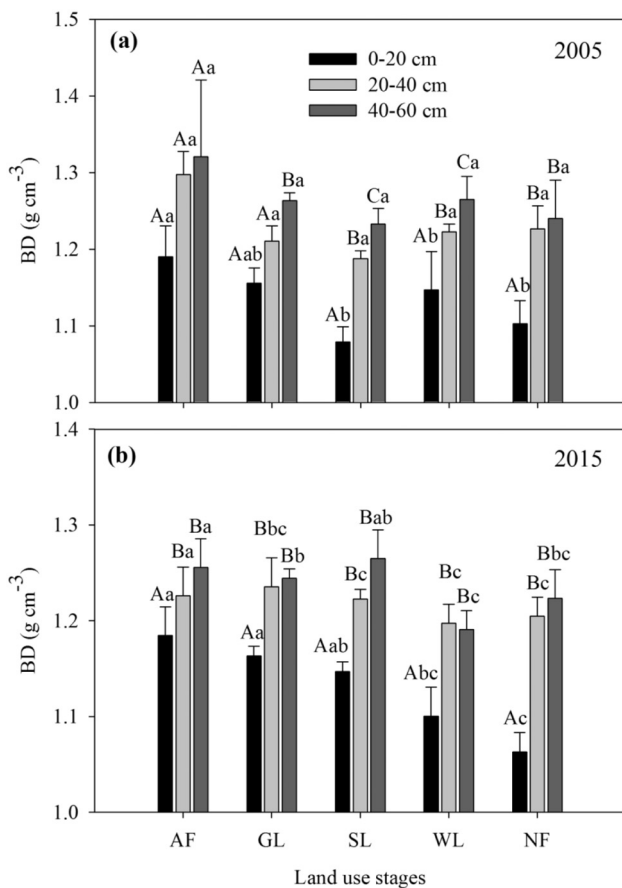 (a)
2005
0-20 cm
20-40 cm
40-60 cm
1.5
1.4
1.3
1.2
1.1
1.0
BD (g cm-3)
Aa Aa Aa
Aab Aa Ba
Ab Ba Ca
Ab Ba Ca
Ab Ba Ba
(b)
2015
1.4
1.3
1.2
1.1
1.0
BD (g cm-3)
Aa Ba Ba
Aa Bbc Bb
Aab Bc Bab
Abc Bc Bc
Ac Bc Bbc
AF GL SL WL NF
Land use stages